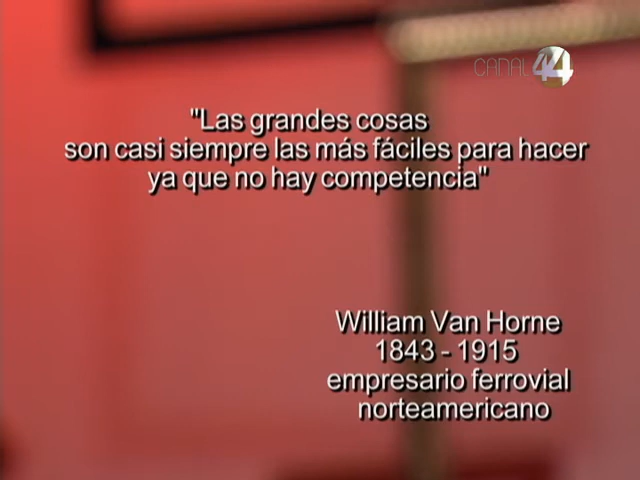 CANAL 44
"Las grandes cosas
son casi siempre las más fáciles para hacer
ya que no hay competencia"
William Van Horne
1843 - 1915
empresario ferrovial
norteamericano